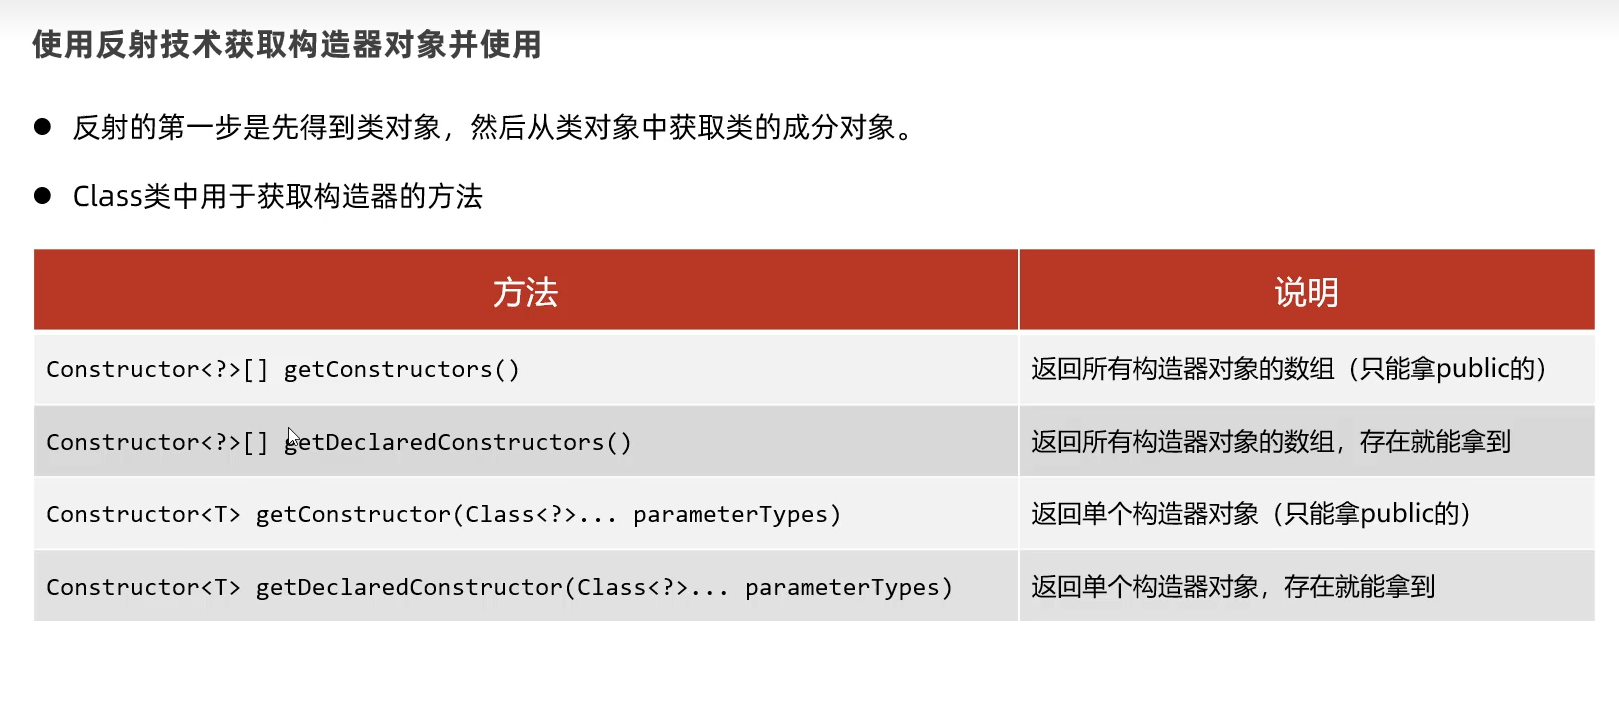 使用反射技术获取构造器对象并使用
● 反射的第一步是先得到类对象，然后从类对象中获取类的成分对象。
● Class类中用于获取构造器的方法
方法 说明
Constructor<?>[] getConstructors() 返回所有构造器对象的数组（只能拿public的）
Constructor<?>[] getDeclaredConstructors() 返回所有构造器对象的数组，存在就能拿到
Constructor<T> getConstructor(Class<?>... parameterTypes) 返回单个构造器对象（只能拿public的）
Constructor<T> getDeclaredConstructor(Class<?>... parameterTypes) 返回单个构造器对象，存在就能拿到